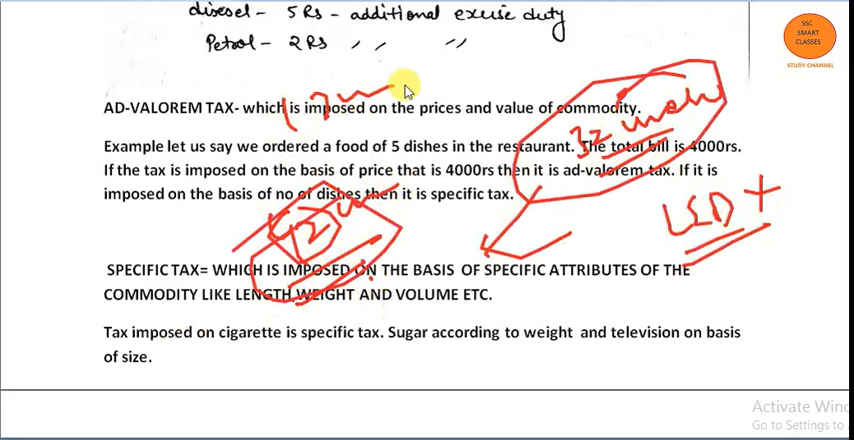 diesel - 5 Rs - additional excise duty
Petrol - 2 Rs ,, ,,
SSC
SMART
CLASSES
STUDY CHANNEL
AD-VALOREM TAX- which is imposed on the prices and value of commodity.
Example let us say we ordered a food of 5 dishes in the restaurant. The total bill is 4000rs.
If the tax is imposed on the basis of price that is 4000rs then it is ad-valorem tax. If it is
imposed on the basis of no of dishes then it is specific tax.
32 inch
LED +
SPECIFIC TAX= WHICH IS IMPOSED ON THE BASIS OF SPECIFIC ATTRIBUTES OF THE
COMMODITY LIKE LENGTH,WEIGHT AND VOLUME ETC.
Tax imposed on cigarette is specific tax. Sugar according to weight and television on basis
of size.
Activate Wind
Go to Settings to